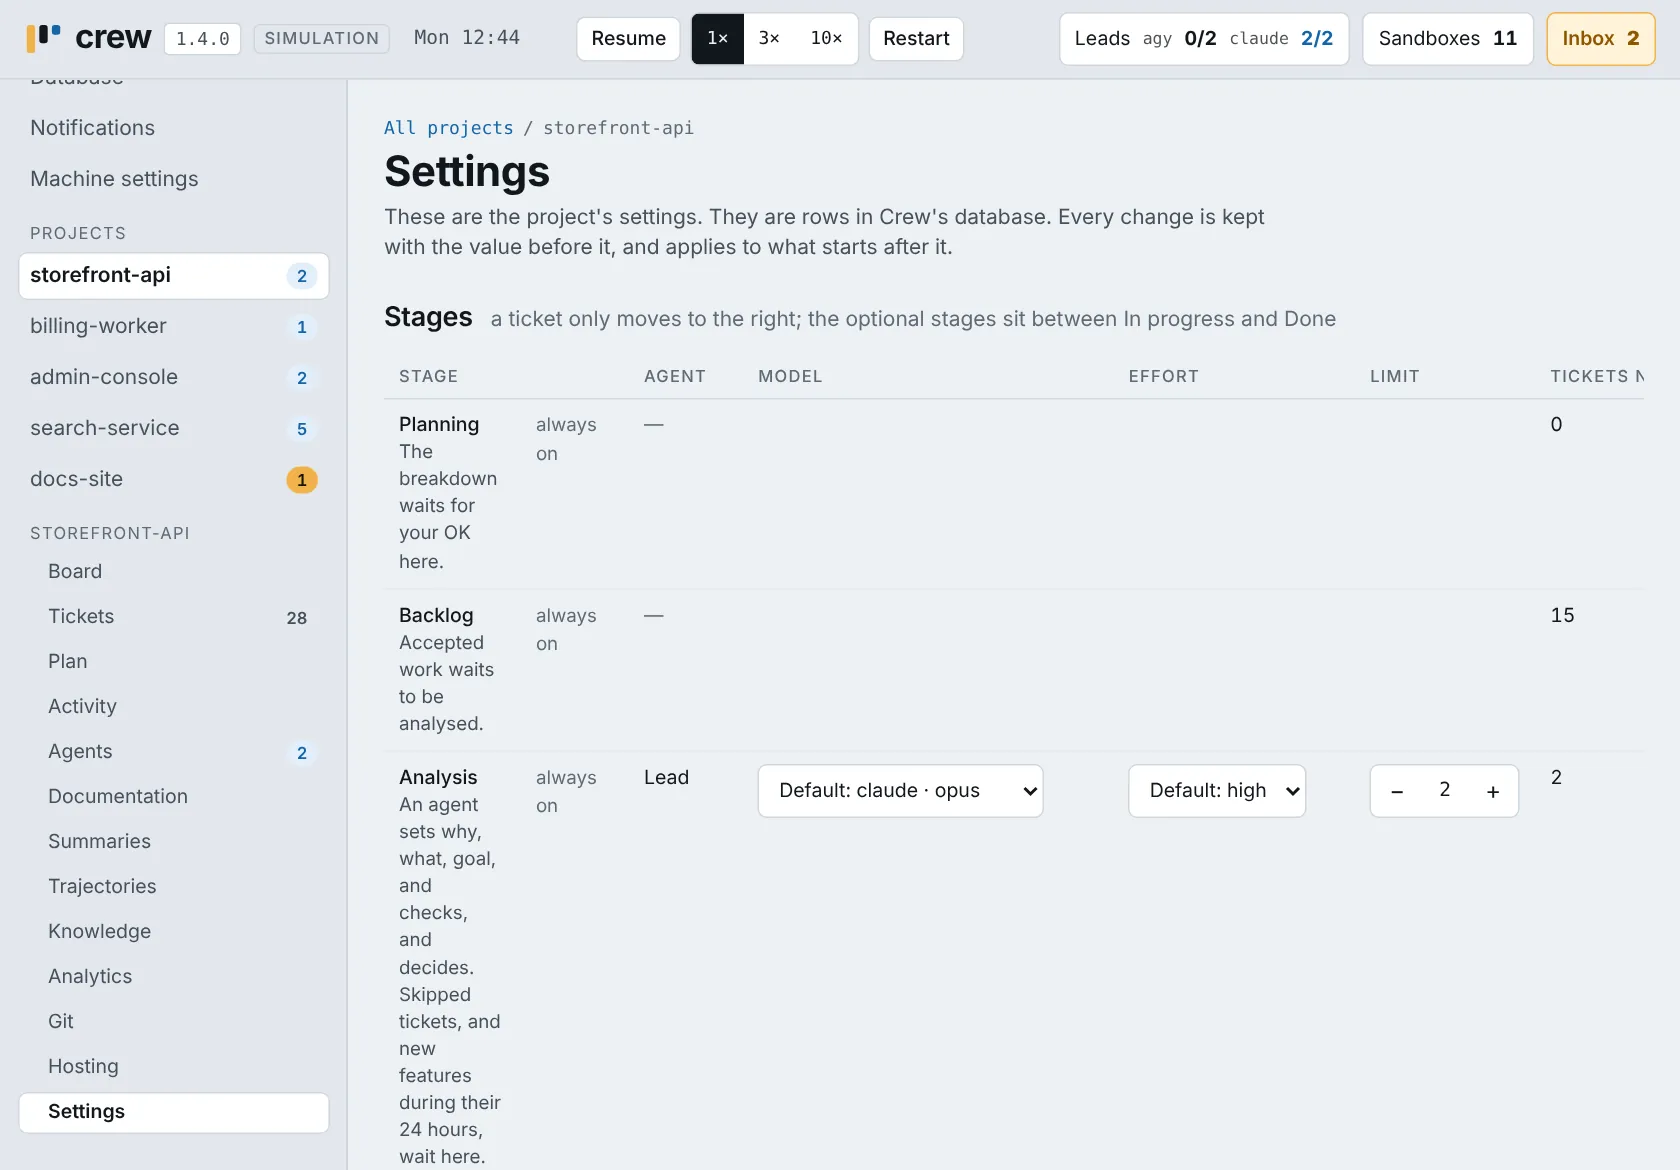 crew 1.4.0 SIMULATION Mon 12:44 Resume 1× 3× 10× Restart Leads agy 0/2 claude 2/2 Sandboxes 11 Inbox 2
Database
Notifications
Machine settings
PROJECTS
storefront-api 2
billing-worker 1
admin-console 2
search-service 5
docs-site 1
STOREFRONT-API
Board
Tickets 28
Plan
Activity
Agents 2
Documentation
Summaries
Trajectories
Knowledge
Analytics
Git
Hosting
Settings
All projects / storefront-api
Settings
These are the project's settings. They are rows in Crew's database. Every change is kept
with the value before it, and applies to what starts after it.
Stages a ticket only moves to the right; the optional stages sit between In progress and Done
STAGE AGENT MODEL EFFORT LIMIT TICKETS
Planning always on — 0
The
breakdown
waits for
your OK
here.
Backlog always on — 15
Accepted
work waits
to be
analysed.
Analysis always on Lead Default: claude · opus Default: high − 2 + 2
An agent
sets why,
what, goal,
and
checks,
and
decides.
Skipped
tickets, and
new
features
during their
24 hours,
wait here.